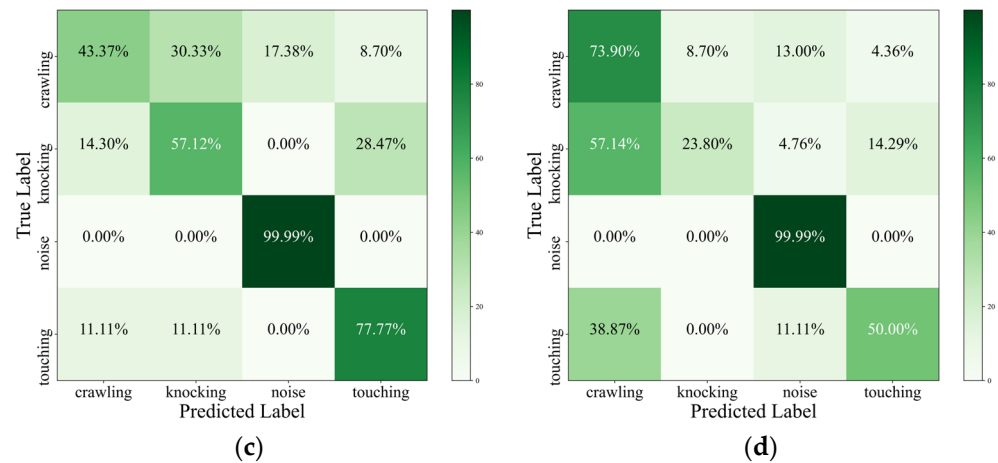 43.37% 30.33% 17.38% 8.70%
14.30% 57.12% 0.00% 28.47%
0.00% 0.00% 99.99% 0.00%
11.11% 11.11% 0.00% 77.77%
crawling
knocking
noise
touching
True Label
crawling knocking noise touching
Predicted Label
80
60
40
20
0
(c)
73.90% 8.70% 13.00% 4.36%
57.14% 23.80% 4.76% 14.29%
0.00% 0.00% 99.99% 0.00%
38.87% 0.00% 11.11% 50.00%
crawling
knocking
noise
touching
True Label
crawling knocking noise touching
Predicted Label
80
60
40
20
0
(d)